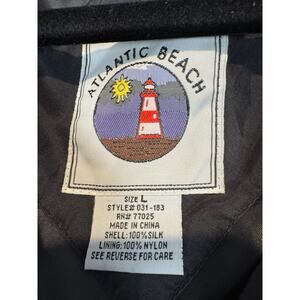 ATLANTIC BEACH
SIZE L
STYLE# 031-183
RN# 77025
MADE IN CHINA
SHELL: 100% SILK
LINING: 100% NYLON
SEE REVERSE FOR CARE